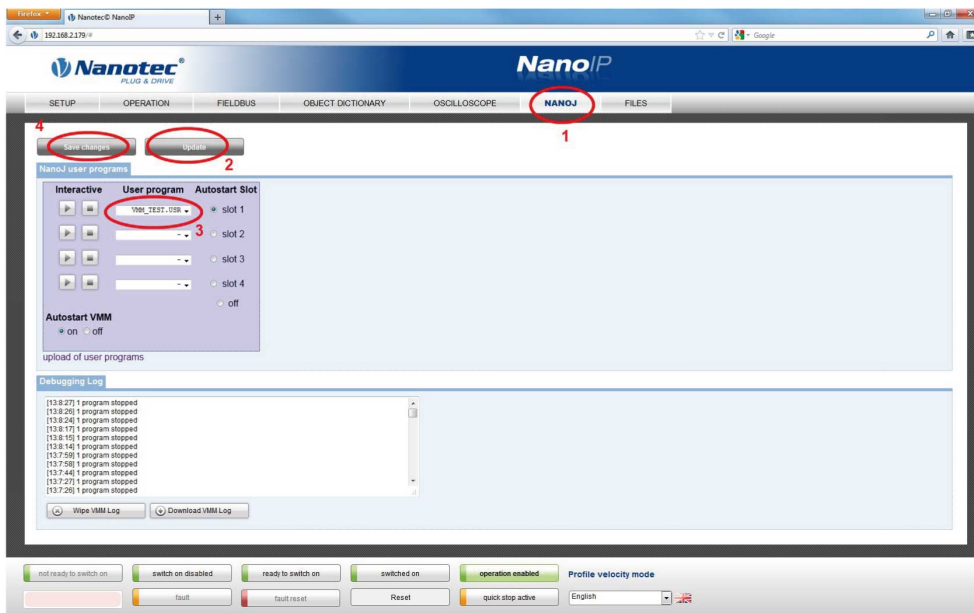 Firefox
Nanotec© NanoIP
192.168.2.179/#
Google
Nanotec®
PLUG & DRIVE
NanoIP
SETUP OPERATION FIELDBUS OBJECT DICTIONARY OSCILLOSCOPE NANOJ FILES
1
4
Save changes Update
2
NanoJ user programs
Interactive User program Autostart Slot
VMM_TEST.USR slot 1
3
- slot 2
- slot 3
- slot 4
off
Autostart VMM
on off
upload of user programs
Debugging Log
[13:8:27] 1 program stopped
[13:8:26] 1 program stopped
[13:8:24] 1 program stopped
[13:8:17] 1 program stopped
[13:8:15] 1 program stopped
[13:8:14] 1 program stopped
[13:7:59] 1 program stopped
[13:7:58] 1 program stopped
[13:7:44] 1 program stopped
[13:7:27] 1 program stopped
[13:7:26] 1 program stopped
Wipe VMM Log Download VMM Log
not ready to switch on switch on disabled ready to switch on switched on operation enabled Profile velocity mode
fault fault reset Reset quick stop active English